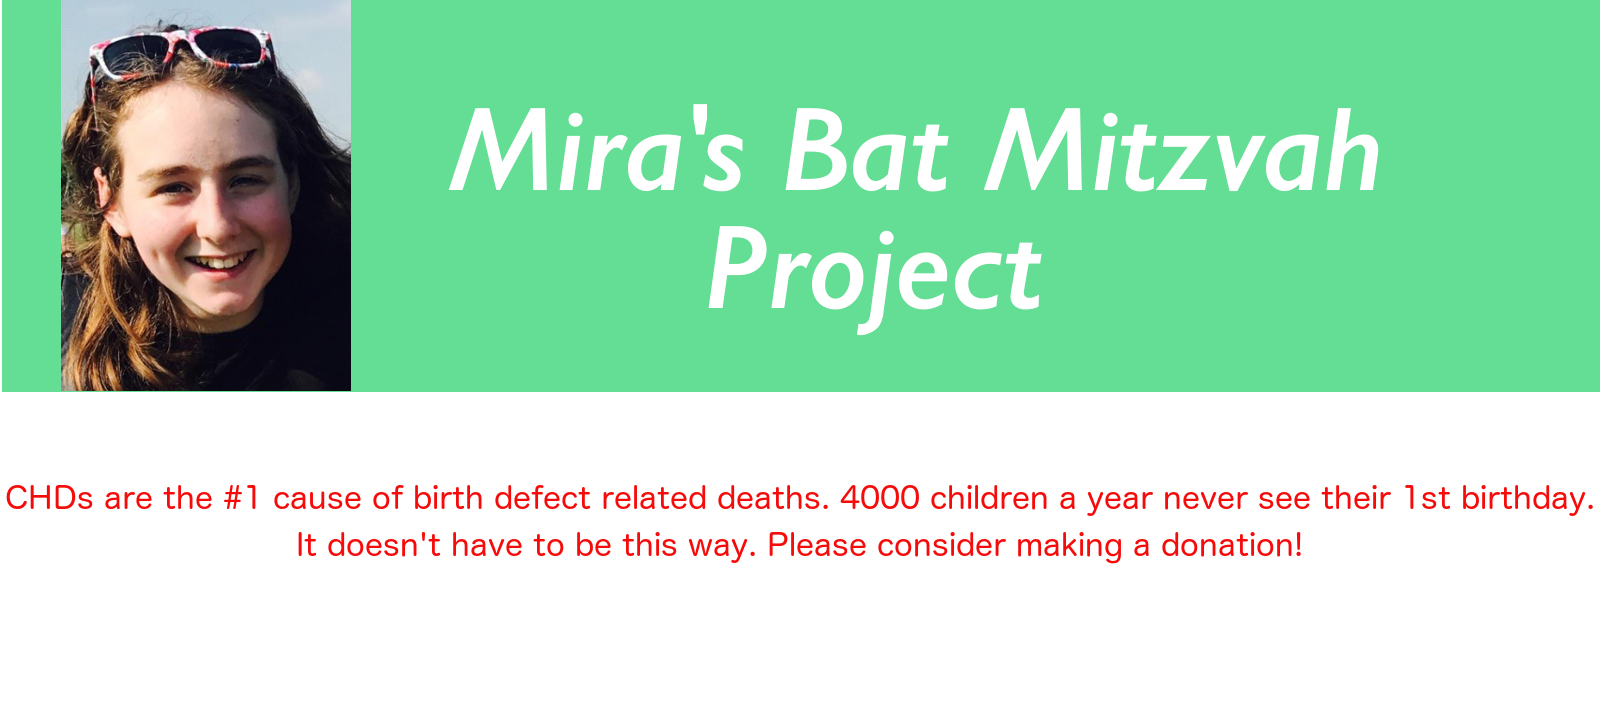 Mira's Bat Mitzvah
Project
CHDs are the #1 cause of birth defect related deaths. 4000 children a year never see their 1st birthday.
It doesn't have to be this way. Please consider making a donation!